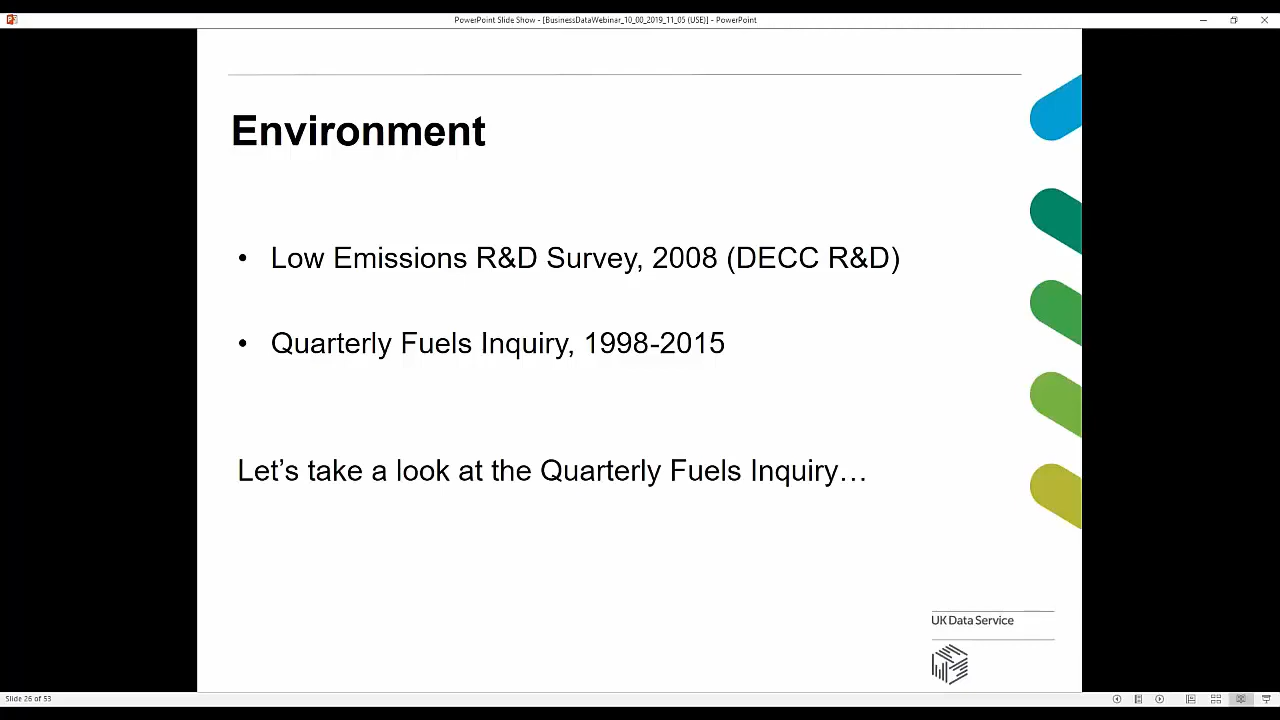 PowerPoint Slide Show - [BusinessDataWebinar_10_00_2019_11_05 (USE)] - PowerPoint
Environment
• Low Emissions R&D Survey, 2008 (DECC R&D)
• Quarterly Fuels Inquiry, 1998-2015
Let’s take a look at the Quarterly Fuels Inquiry…
UK Data Service
Slide 26 of 53